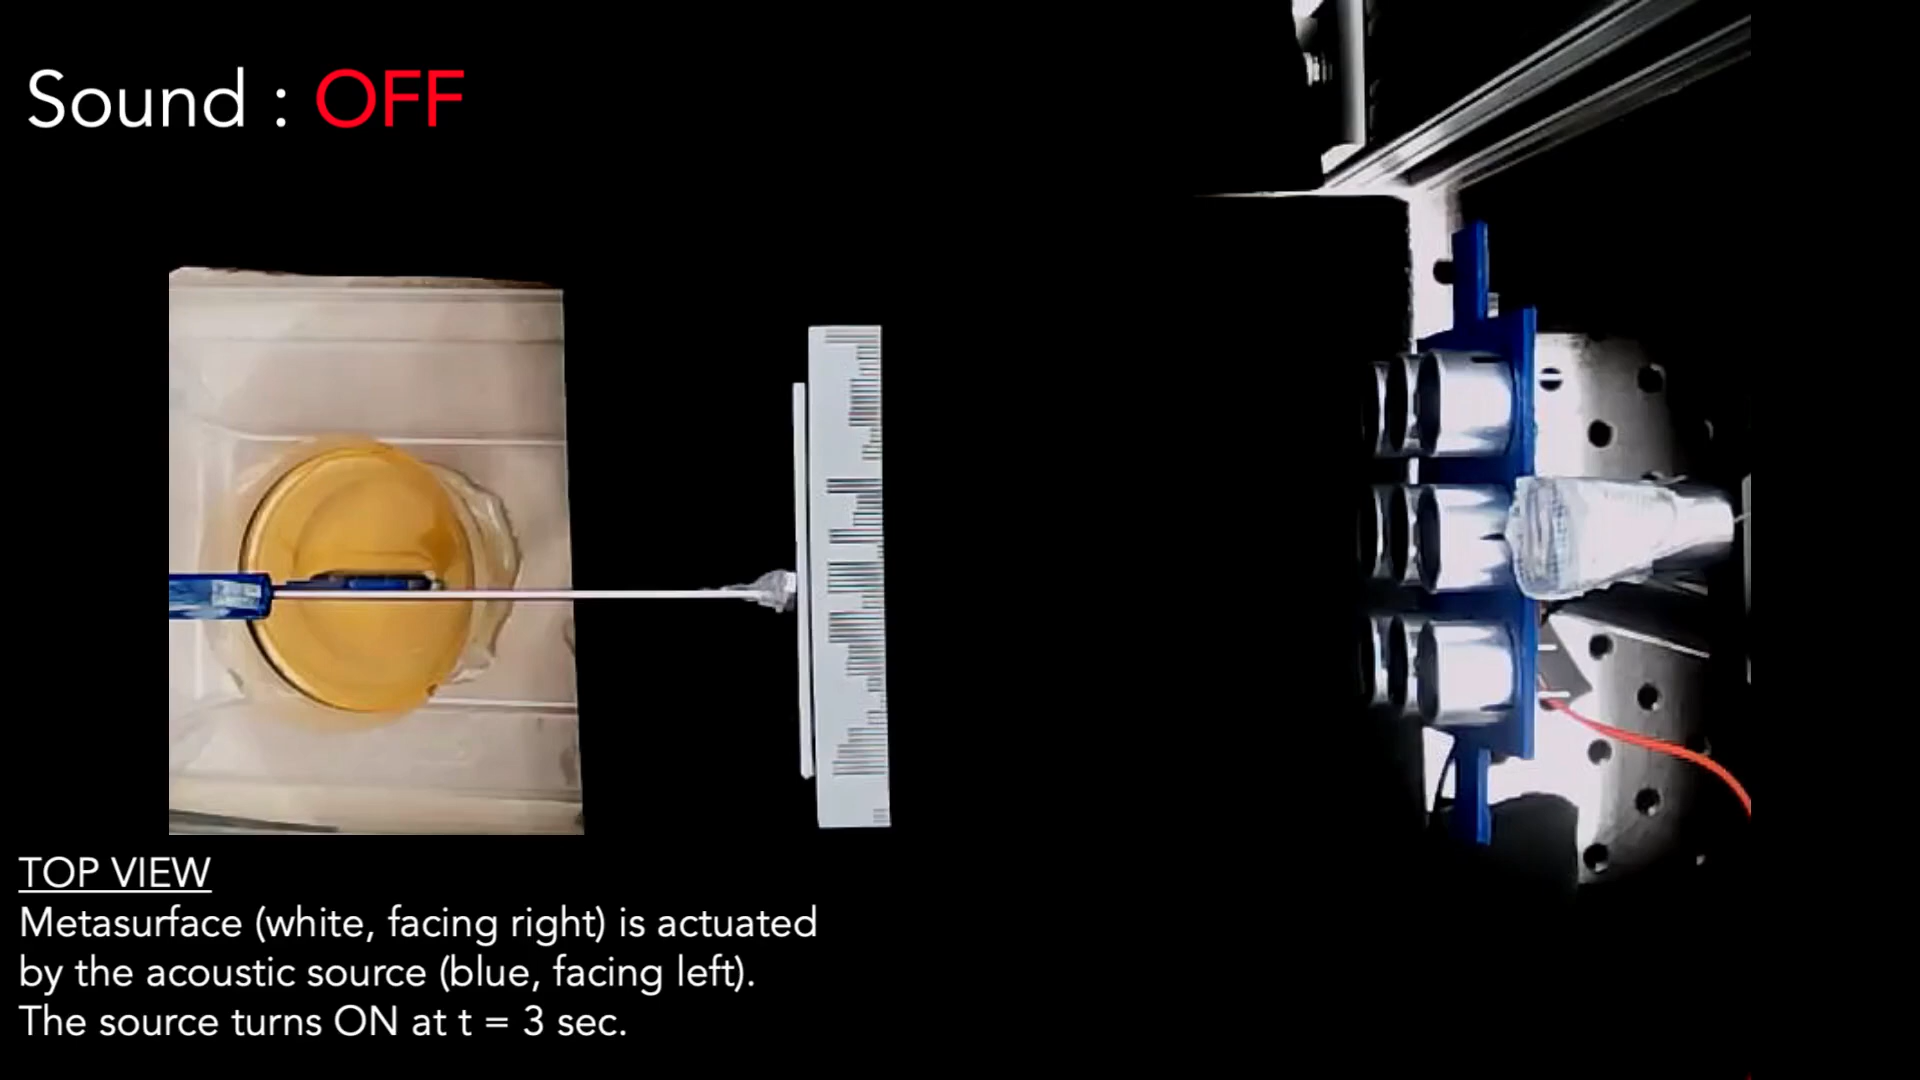 Sound : OFF
TOP VIEW
Metasurface (white, facing right) is actuated
by the acoustic source (blue, facing left).
The source turns ON at t = 3 sec.